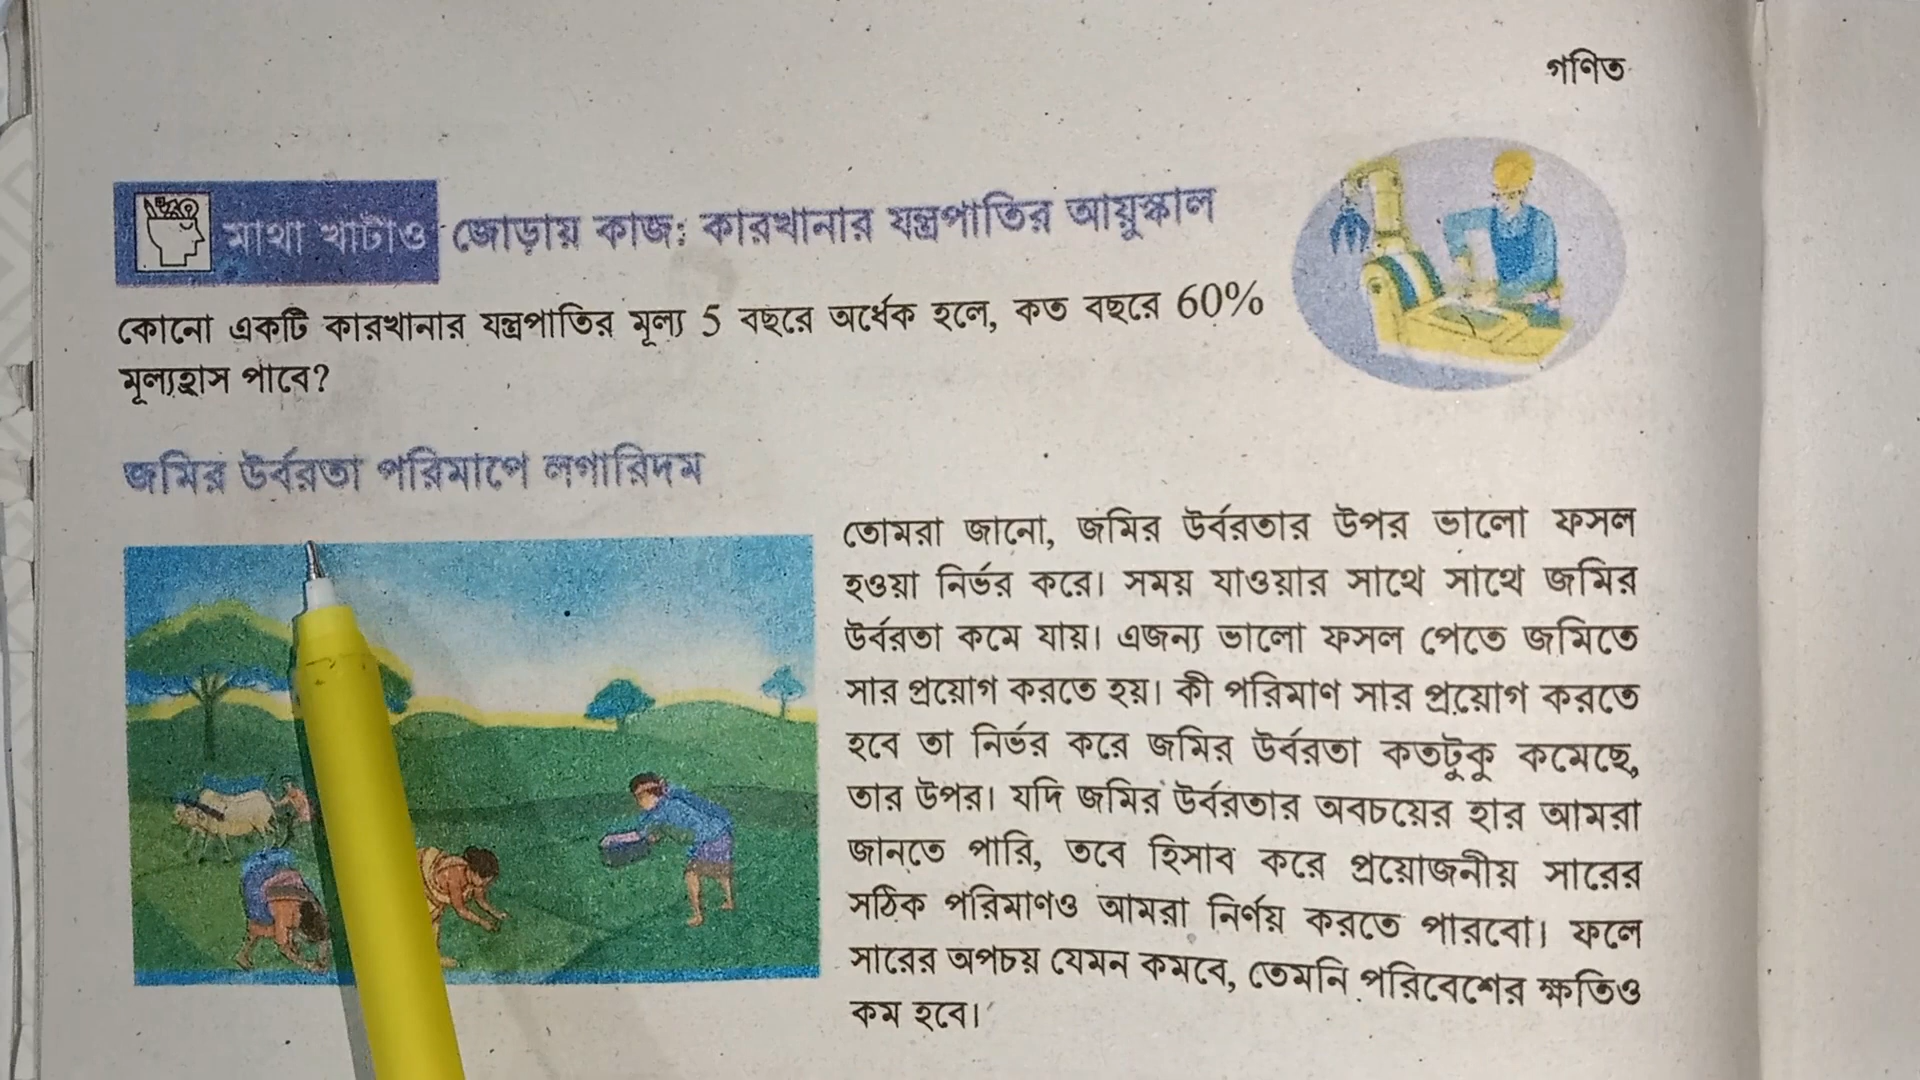 গণিত
মাথা খাটাও জোড়ায় কাজ: কারখানার যন্ত্রপাতির আয়ুষ্কাল
কোনো একটি কারখানার যন্ত্রপাতির মূল্য 5 বছরে অর্ধেক হলে, কত বছরে 60%
মূল্যহ্রাস পাবে?
জমির উর্বরতা পরিমাপে লগারিদম
তোমরা জানো, জমির উর্বরতার উপর ভালো ফসল
হওয়া নির্ভর করে। সময় যাওয়ার সাথে সাথে জমির
উর্বরতা কমে যায়। এজন্য ভালো ফসল পেতে জমিতে
সার প্রয়োগ করতে হয়। কী পরিমাণ সার প্রয়োগ করতে
হবে তা নির্ভর করে জমির উর্বরতা কতটুকু কমেছে,
তার উপর। যদি জমির উর্বরতার অবচয়ের হার আমরা
জানতে পারি, তবে হিসাব করে প্রয়োজনীয় সারের
সঠিক পরিমাণও আমরা নির্ণয় করতে পারবো। ফলে
সারের অপচয় যেমন কমবে, তেমনি পরিবেশের ক্ষতিও
কম হবে।